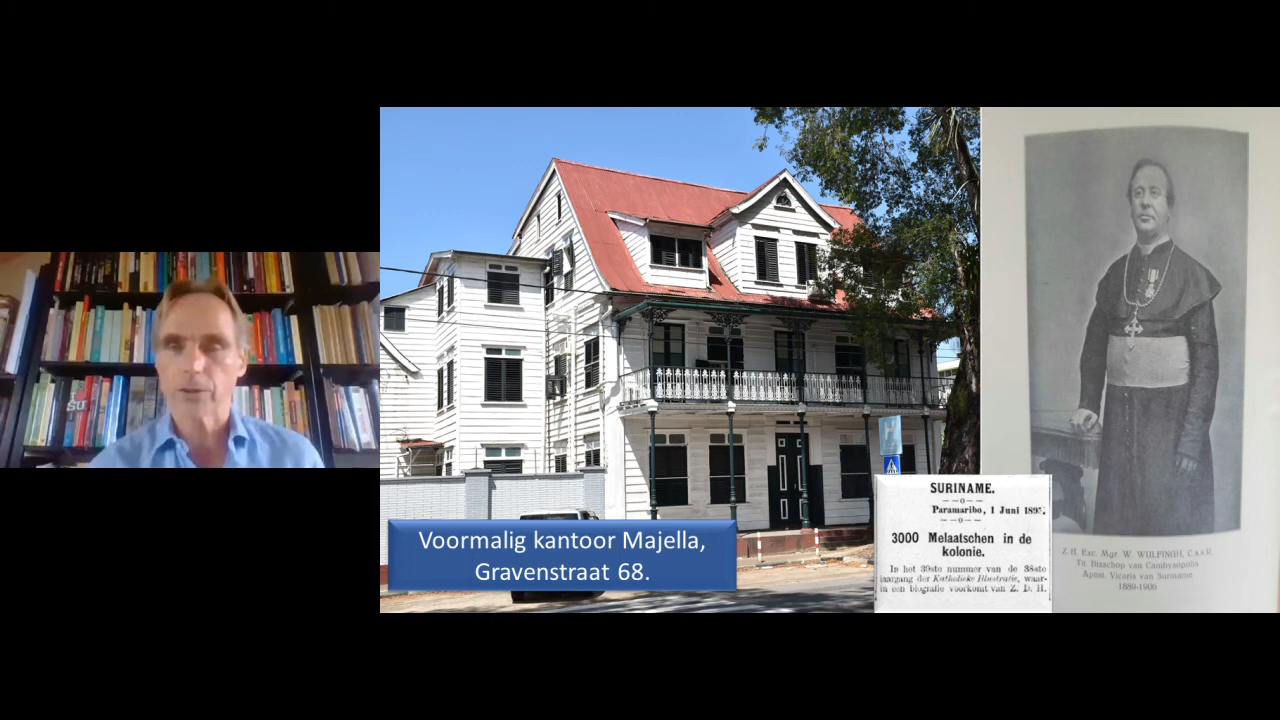 Voormalig kantoor Majella,
Gravenstraat 68.
SURINAME.
Paramaribo, 1 Juni 189
3000 Melaatschen in de
kolonie.
In het 39ste nummer van de 38ste
jaargang der Katholieke Illustratie, waar-
in een biografie voorkomt van Z. D. H.
Z. H. Exc. Mgr. W. WULFINGH, C.s.s.R.
Tit. Bisschop van Cambysopolis
Apost. Vicaris van Suriname
1889-1906
SU